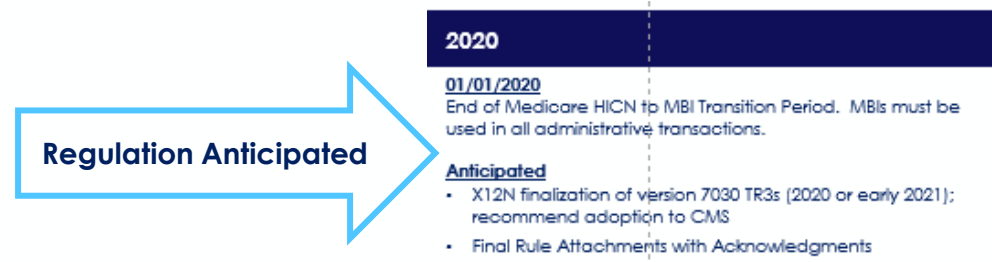 2020
01/01/2020
End of Medicare HICN to MBI Transition Period.  MBIs must be
used in all administrative transactions.
Regulation Anticipated
Anticipated
• X12N finalization of version 7030 TR3s (2020 or early 2021);
recommend adoption to CMS
• Final Rule Attachments with Acknowledgments